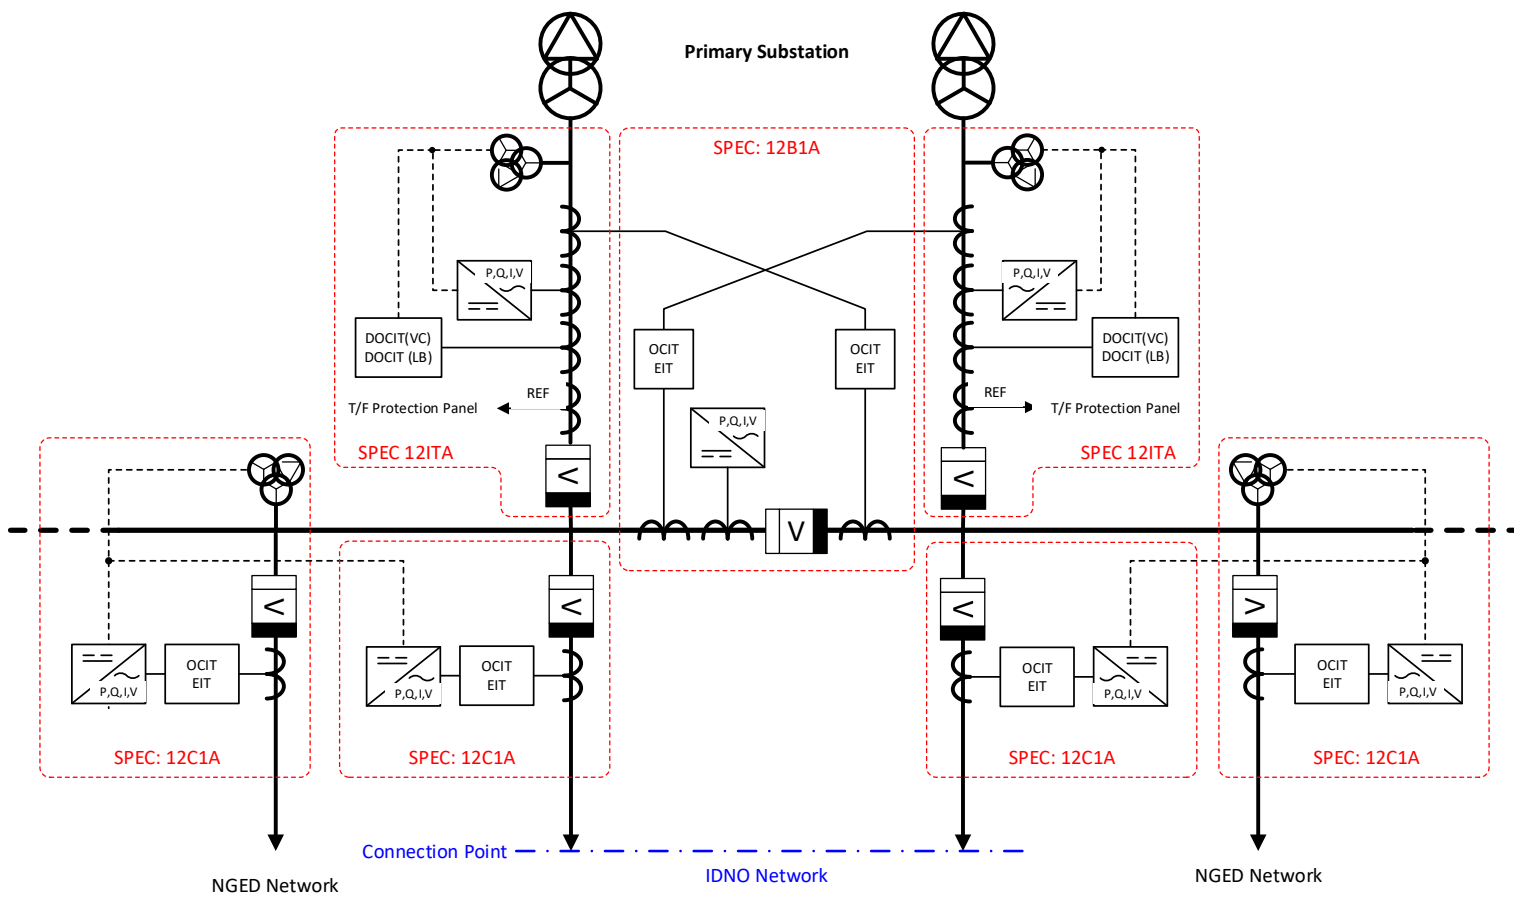 Primary Substation
SPEC: 12B1A
P,Q,I,V
P,Q,I,V
DOCIT(VC)
DOCIT (LB)
OCIT
EIT
OCIT
EIT
DOCIT(VC)
DOCIT (LB)
REF
T/F Protection Panel
REF
T/F Protection Panel
P,Q,I,V
SPEC 12ITA
SPEC 12ITA
V
V
V
V
V
V
V
OCIT
EIT
P,Q,I,V
OCIT
EIT
P,Q,I,V
OCIT
EIT
P,Q,I,V
OCIT
EIT
P,Q,I,V
SPEC: 12C1A
SPEC: 12C1A
SPEC: 12C1A
SPEC: 12C1A
Connection Point
IDNO Network
NGED Network
NGED Network